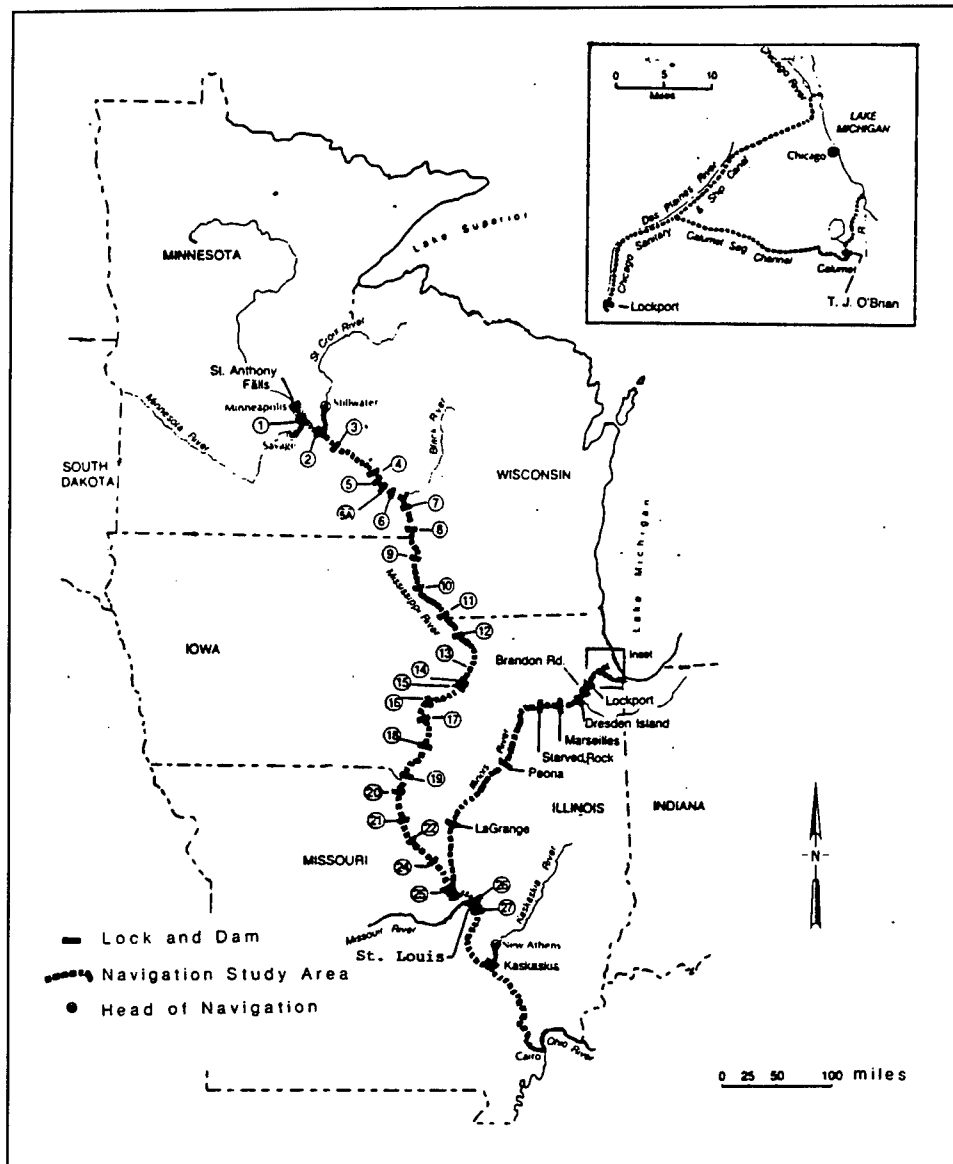 0 5 10
Miles
Chicago River
LAKE
MICHIGAN
Chicago
Des Plaines River
Chicago Sanitary & Ship Canal
Calumet Sag Channel
R
Calumet
Lockport
T. J. O'Brian
MINNESOTA
Lake Superior
St Croix River
St. Anthony
Falls
Minneapolis
Stillwater
1
Savage
2
3
Minnesota River
Black River
4
5
5A
6
7
8
SOUTH
DAKOTA
WISCONSIN
9
10
Mississippi River
11
12
Lake Michigan
IOWA
13
14
15
16
17
18
19
20
21
22
24
25
26
27
Inset
Brandon Rd.
Lockport
Dresden Island
Marseilles
Starved Rock
Illinois River
Peoria
ILLINOIS
INDIANA
LaGrange
MISSOURI
N
Kaskaskia River
Missouri River
St. Louis
New Athens
Kaskaskia
Cairo
Ohio River
Lock and Dam
Navigation Study Area
Head of Navigation
0 25 50 100 miles